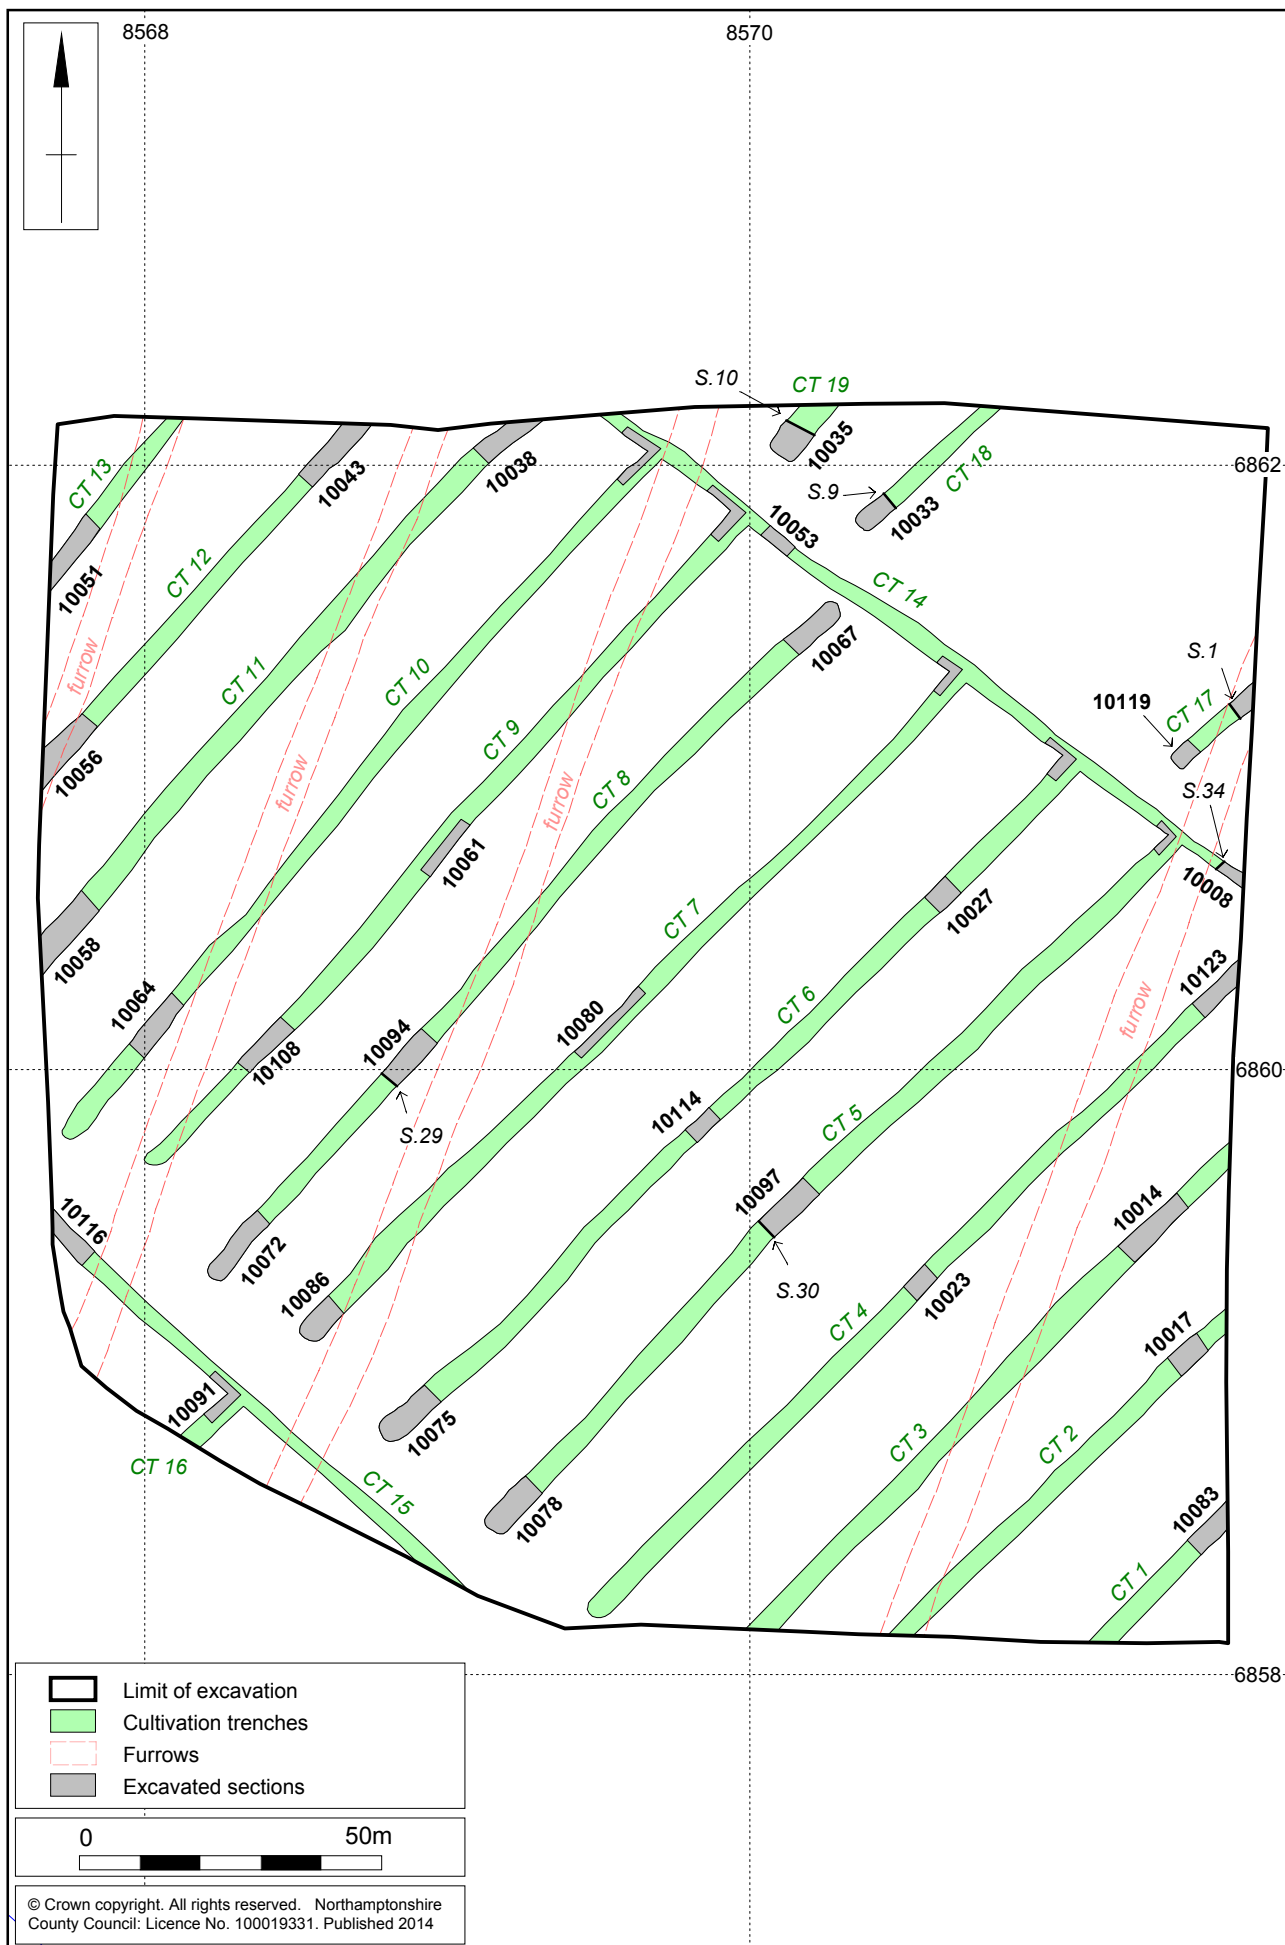 8568
8570
S.10
CT 19
10035
S.9
10033
CT 18
6862
CT 13
10051
10043
CT 12
10038
10053
CT 14
furrow
10056
CT 11
CT 10
CT 9
CT 8
10067
S.1
10119
CT 17
furrow
furrow
S.34
10061
10008
CT 7
10027
10058
10064
10123
CT 6
furrow
10094
10080
10108
6860
S.29
10114
CT 5
10097
10116
10072
10014
10086
S.30
CT 4
10023
10017
10091
10075
CT 3
CT 2
CT 16
CT 15
10078
10083
CT 1
6858
Limit of excavation
Cultivation trenches
Furrows
Excavated sections
0 50m
© Crown copyright. All rights reserved. Northamptonshire
County Council: Licence No. 100019331. Published 2014